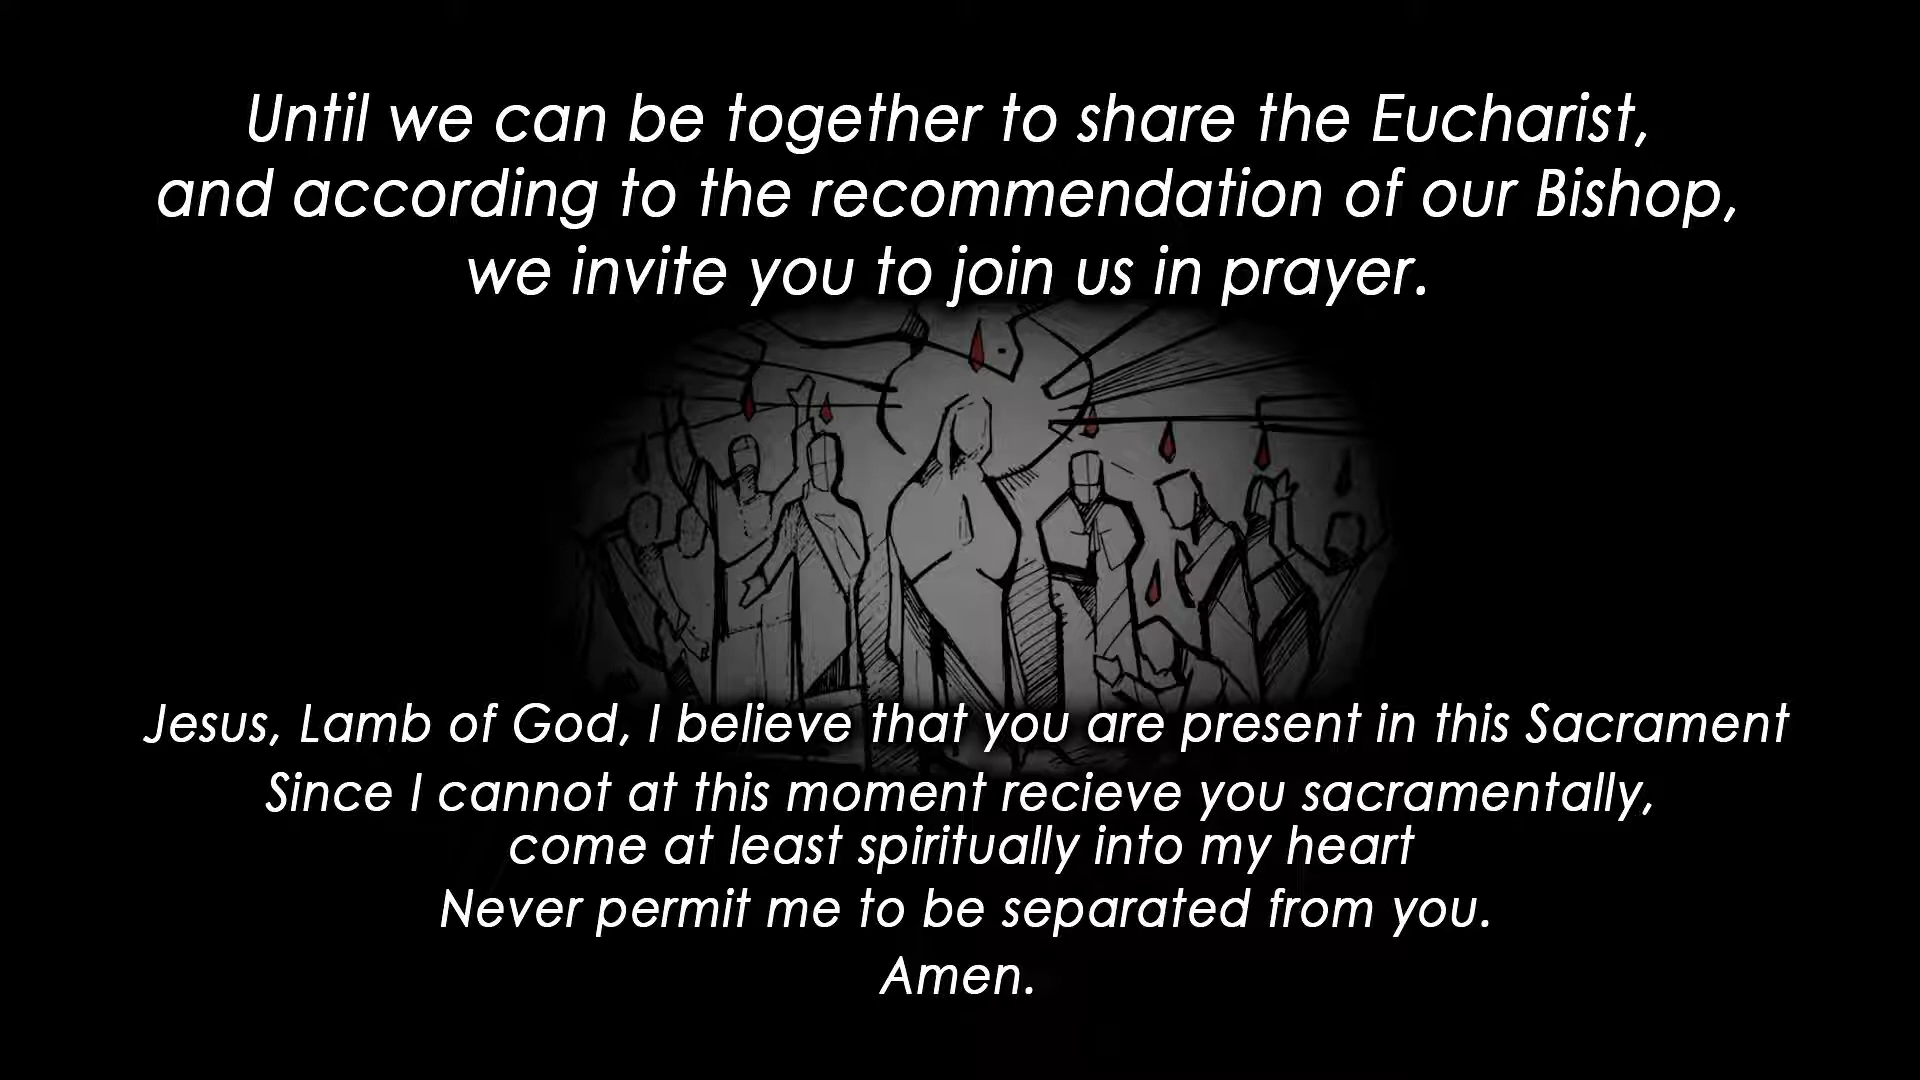 Until we can be together to share the Eucharist,
and according to the recommendation of our Bishop,
we invite you to join us in prayer.
Jesus, Lamb of God, I believe that you are present in this Sacrament
Since I cannot at this moment recieve you sacramentally,
come at least spiritually into my heart
Never permit me to be separated from you.
Amen.